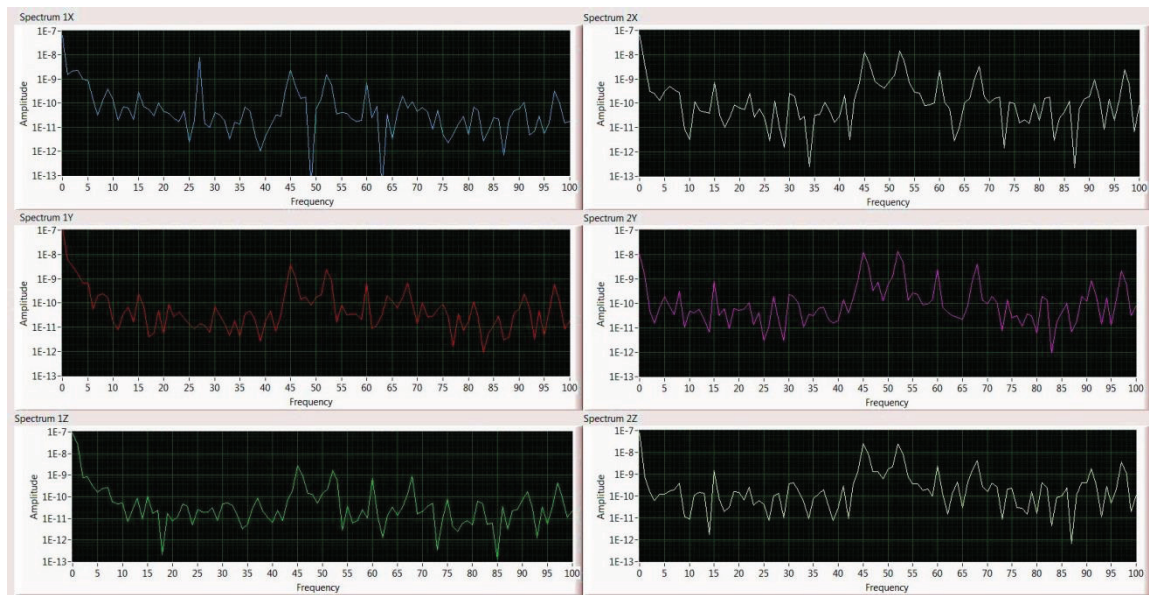 Spectrum 1X
Amplitude
1E-7
1E-8
1E-9
1E-10
1E-11
1E-12
1E-13
0 5 10 15 20 25 30 35 40 45 50 55 60 65 70 75 80 85 90 95 100
Frequency
Spectrum 2X
Amplitude
1E-7
1E-8
1E-9
1E-10
1E-11
1E-12
1E-13
0 5 10 15 20 25 30 35 40 45 50 55 60 65 70 75 80 85 90 95 100
Frequency
Spectrum 1Y
Amplitude
1E-7
1E-8
1E-9
1E-10
1E-11
1E-12
1E-13
0 5 10 15 20 25 30 35 40 45 50 55 60 65 70 75 80 85 90 95 100
Frequency
Spectrum 2Y
Amplitude
1E-7
1E-8
1E-9
1E-10
1E-11
1E-12
1E-13
0 5 10 15 20 25 30 35 40 45 50 55 60 65 70 75 80 85 90 95 100
Frequency
Spectrum 1Z
Amplitude
1E-7
1E-8
1E-9
1E-10
1E-11
1E-12
1E-13
0 5 10 15 20 25 30 35 40 45 50 55 60 65 70 75 80 85 90 95 100
Frequency
Spectrum 2Z
Amplitude
1E-7
1E-8
1E-9
1E-10
1E-11
1E-12
1E-13
0 5 10 15 20 25 30 35 40 45 50 55 60 65 70 75 80 85 90 95 100
Frequency